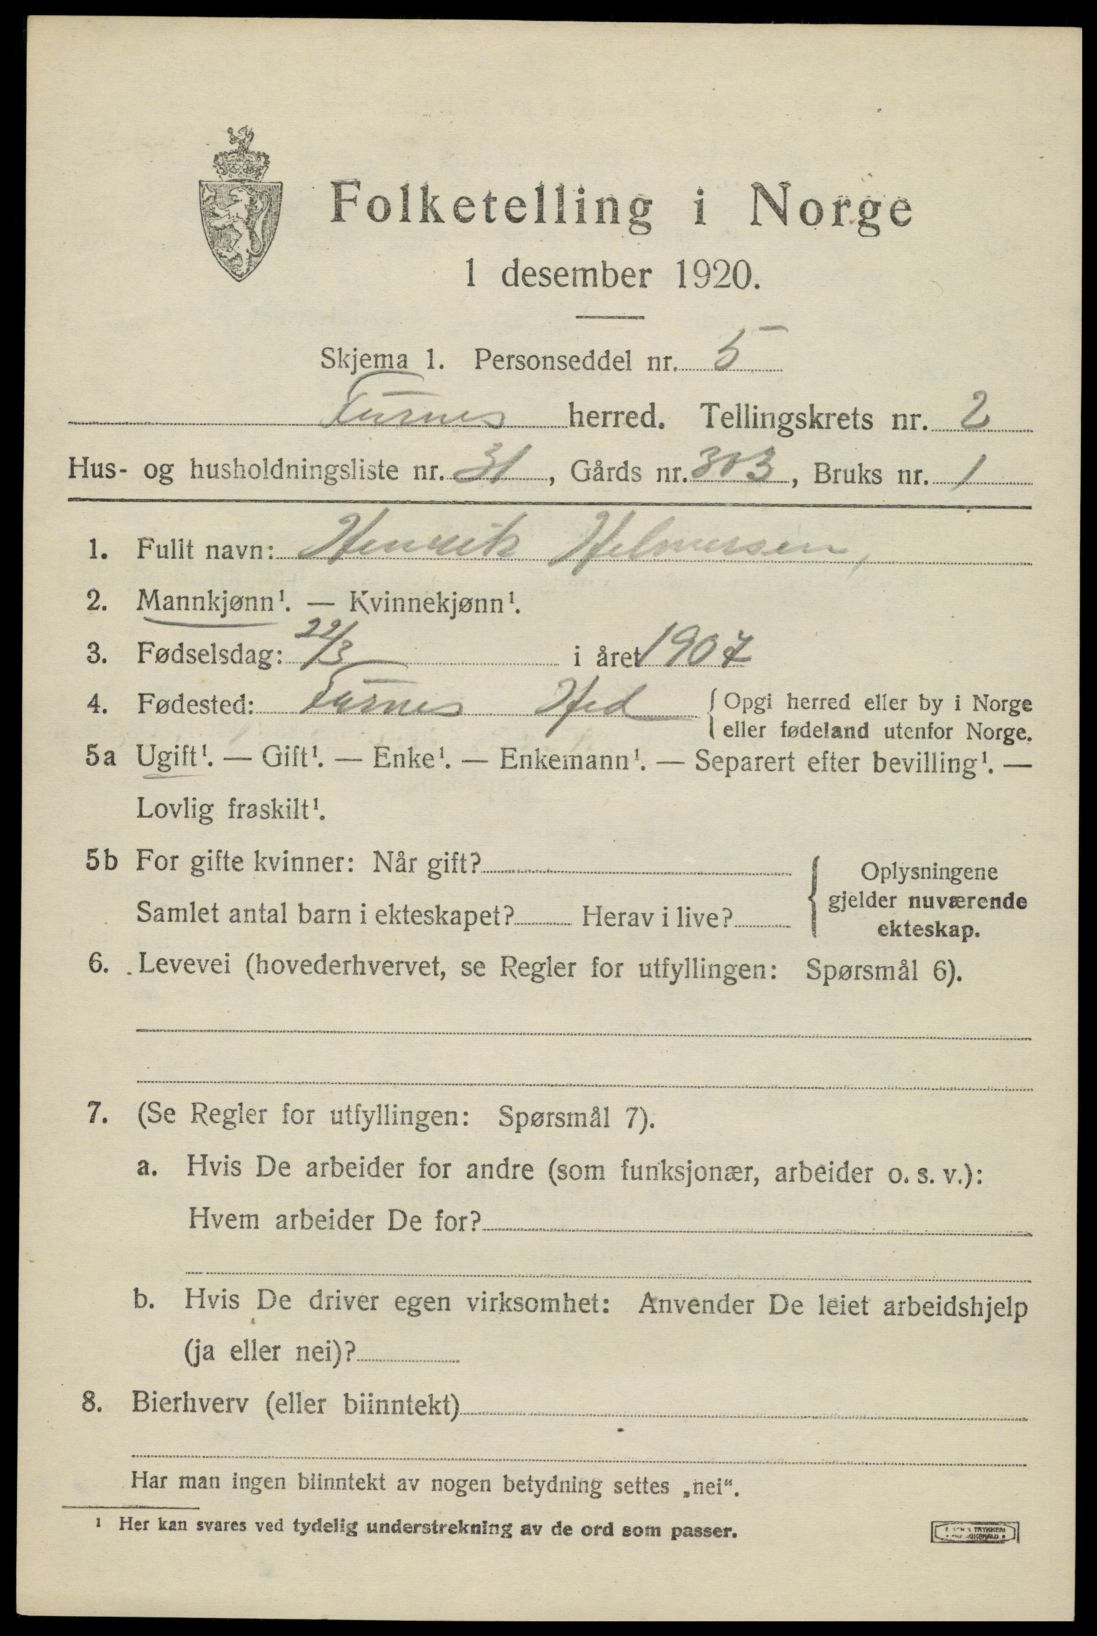 Folketelling i Norge
1 desember 1920.
Skjema 1. Personseddel nr. 5
Furnes herred. Tellingskrets nr. 2
Hus- og husholdningsliste nr. 31, Gårds nr. 303, Bruks nr. 1
1. Fullt navn: Henrik Helmersen,
2. Mannkjønn¹. — Kvinnekjønn¹.
3. Fødselsdag: 22/3 i året 1907
4. Fødested: Furnes Hed { Opgi herred eller by i Norge
eller fødeland utenfor Norge.
5a Ugift¹. — Gift¹. — Enke¹. — Enkemann¹. — Separert efter bevilling¹. —
Lovlig fraskilt¹.
5b For gifte kvinner: Når gift?
Samlet antal barn i ekteskapet? Herav i live?
{ Oplysningene
gjelder nuværende
ekteskap.
6. Levevei (hovederhvervet, se Regler for utfyllingen: Spørsmål 6).
7. (Se Regler for utfyllingen: Spørsmål 7).
a. Hvis De arbeider for andre (som funksjonær, arbeider o. s. v.):
Hvem arbeider De for?
b. Hvis De driver egen virksomhet: Anvender De leiet arbeidshjelp
(ja eller nei)?
8. Bierhverv (eller biinntekt)
Har man ingen biinntekt av nogen betydning settes „nei“.
¹ Her kan svares ved tydelig understrekning av de ord som passer.